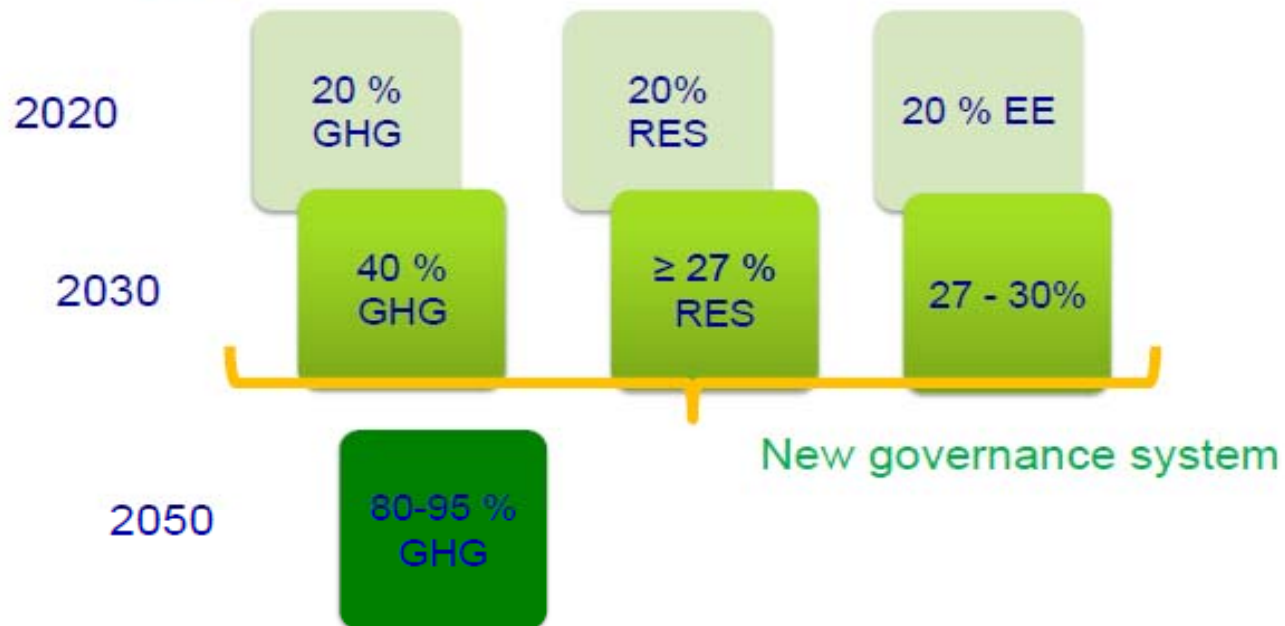 2020
20 %
GHG
20%
RES
20 % EE
2030
40 %
GHG
≥ 27 %
RES
27 - 30%
New governance system
2050
80-95 %
GHG